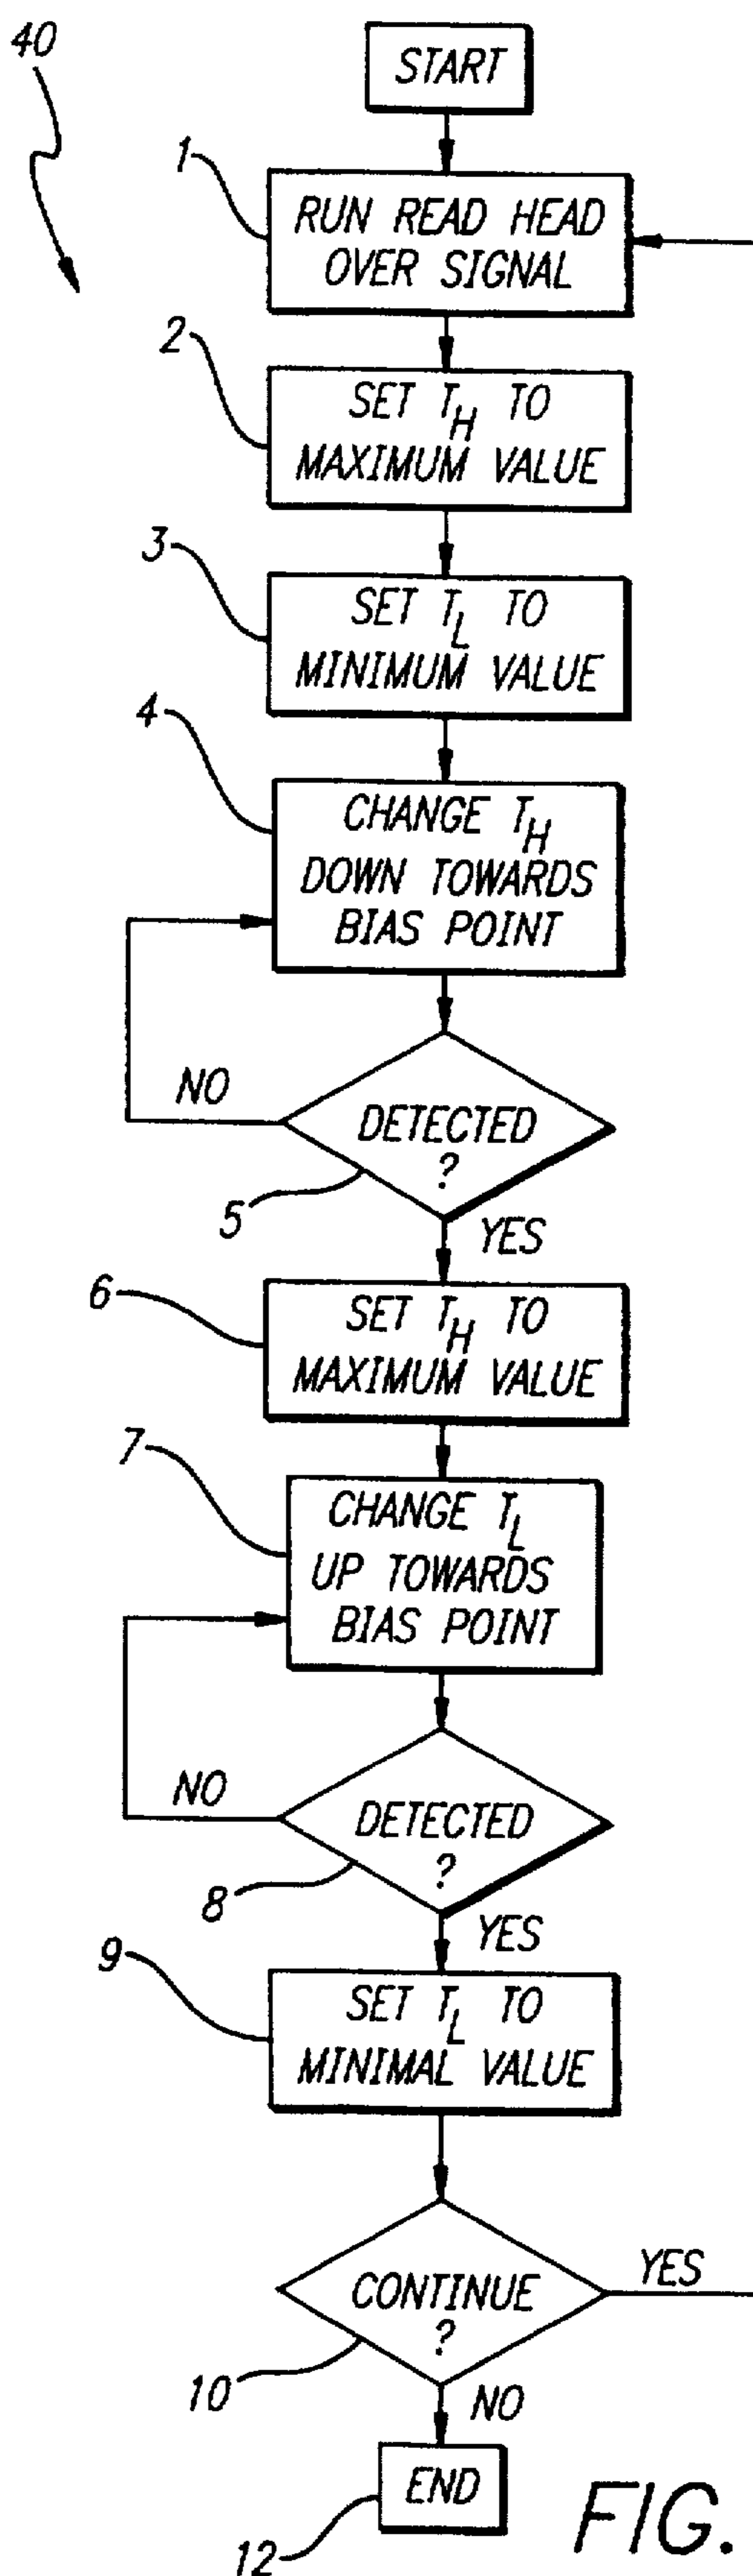 40
START
1
RUN READ HEAD
OVER SIGNAL
2
SET T_H TO
MAXIMUM VALUE
3
SET T_L TO
MINIMUM VALUE
4
CHANGE T_H
DOWN TOWARDS
BIAS POINT
NO
DETECTED
?
5
YES
6
SET T_H TO
MAXIMUM VALUE
7
CHANGE T_L
UP TOWARDS
BIAS POINT
NO
DETECTED
?
8
YES
9
SET T_L TO
MINIMAL VALUE
CONTINUE
?
YES
10
NO
END
12
FIG.